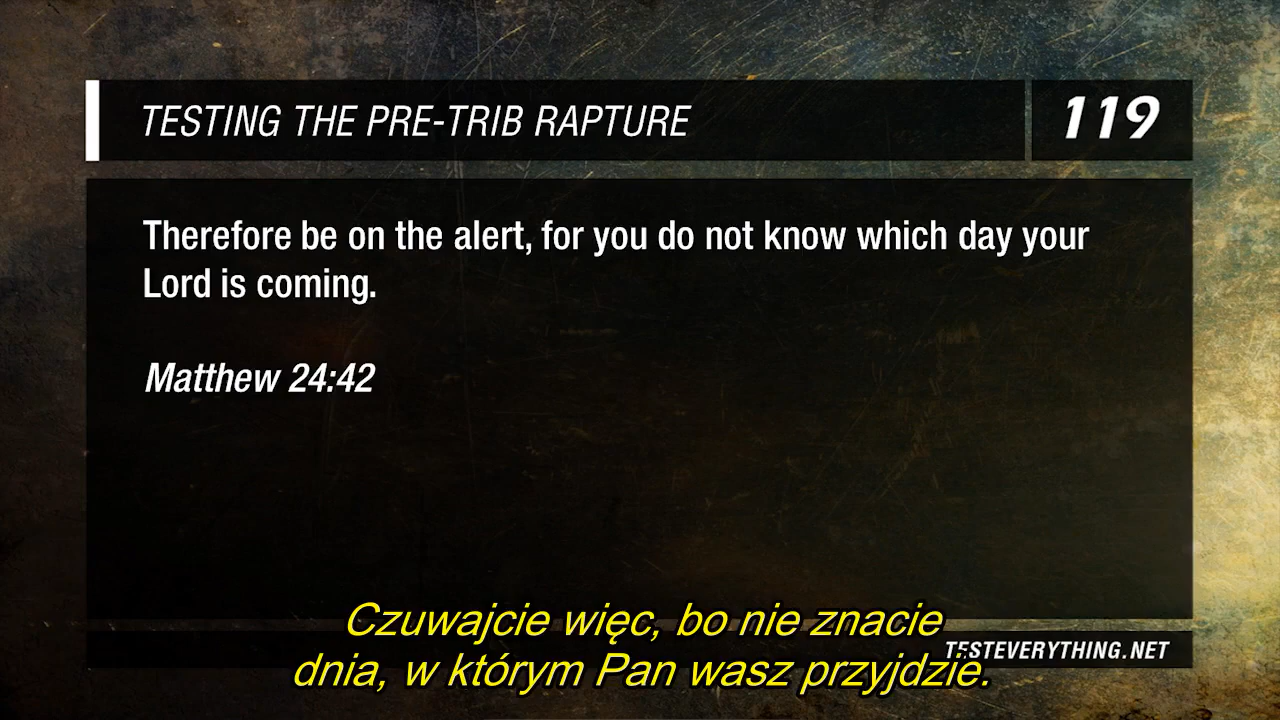 TESTING THE PRE-TRIB RAPTURE
119
Therefore be on the alert, for you do not know which day your
Lord is coming.
Matthew 24:42
Czuwajcie więc, bo nie znacie
dnia, w którym Pan wasz przyjdzie.
TESTEVERYTHING.NET